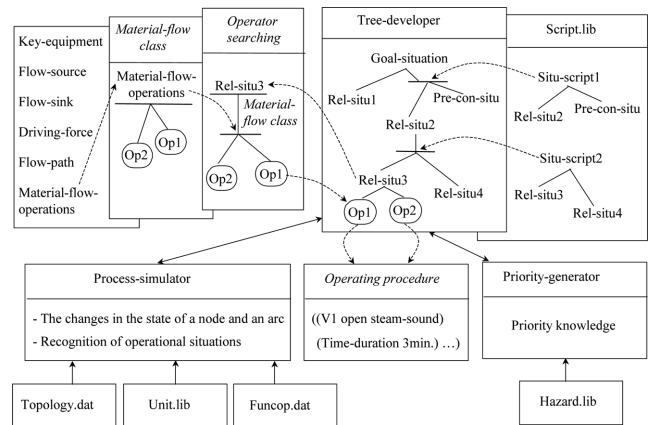 Key-equipment
Flow-source
Flow-sink
Driving-force
Flow-path
Material-flow-
operations
Material-flow
class
Material-flow-
operations
Op2
Op1
Operator
searching
Rel-situ3
Material-
flow class
Op2
Op1
Tree-developer
Goal-situation
Rel-situ1
Pre-con-situ
Rel-situ2
Rel-situ3
Rel-situ4
Op1
Op2
Script.lib
Situ-script1
Rel-situ2
Pre-con-situ
Situ-script2
Rel-situ3
Rel-situ4
Process-simulator
- The changes in the state of a node and an arc
- Recognition of operational situations
Operating procedure
((V1 open steam-sound)
(Time-duration 3min.) …)
Priority-generator
Priority knowledge
Topology.dat
Unit.lib
Funcop.dat
Hazard.lib